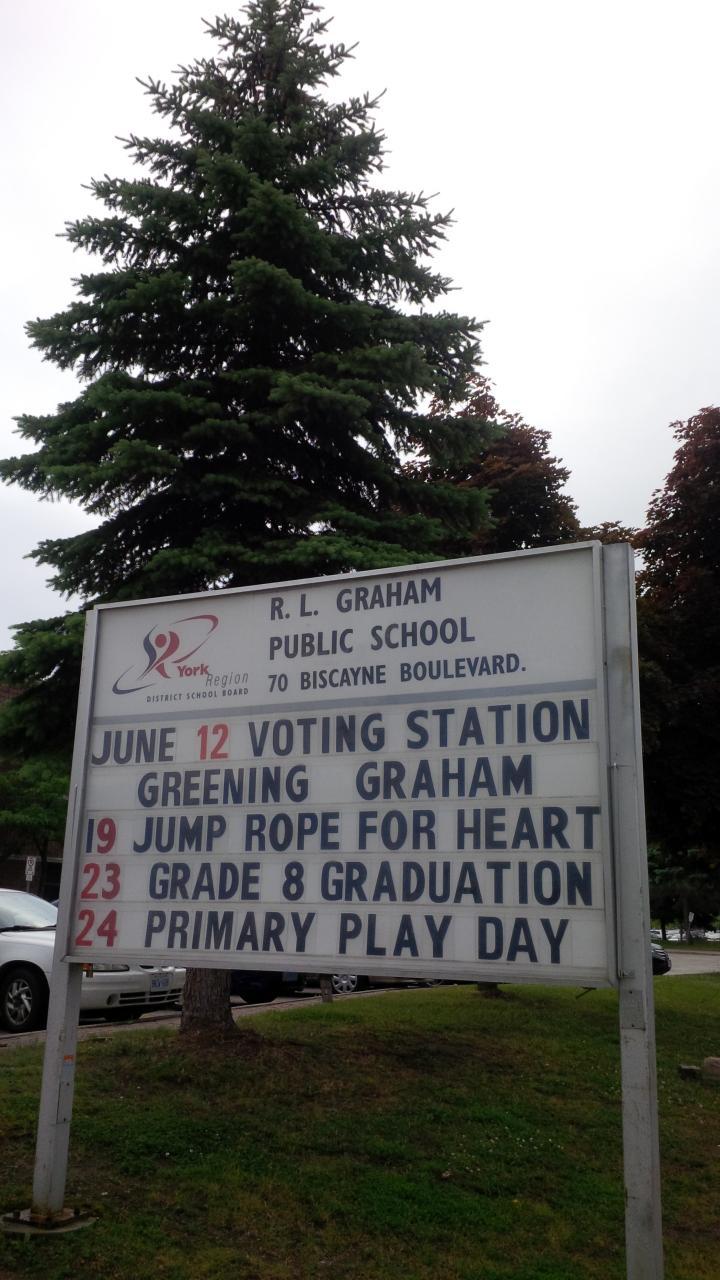 R. L. GRAHAM
PUBLIC SCHOOL
70 BISCAYNE BOULEVARD.
York
Region
DISTRICT SCHOOL BOARD
JUNE 12 VOTING STATION
GREENING GRAHAM
19 JUMP ROPE FOR HEART
23 GRADE 8 GRADUATION
24 PRIMARY PLAY DAY